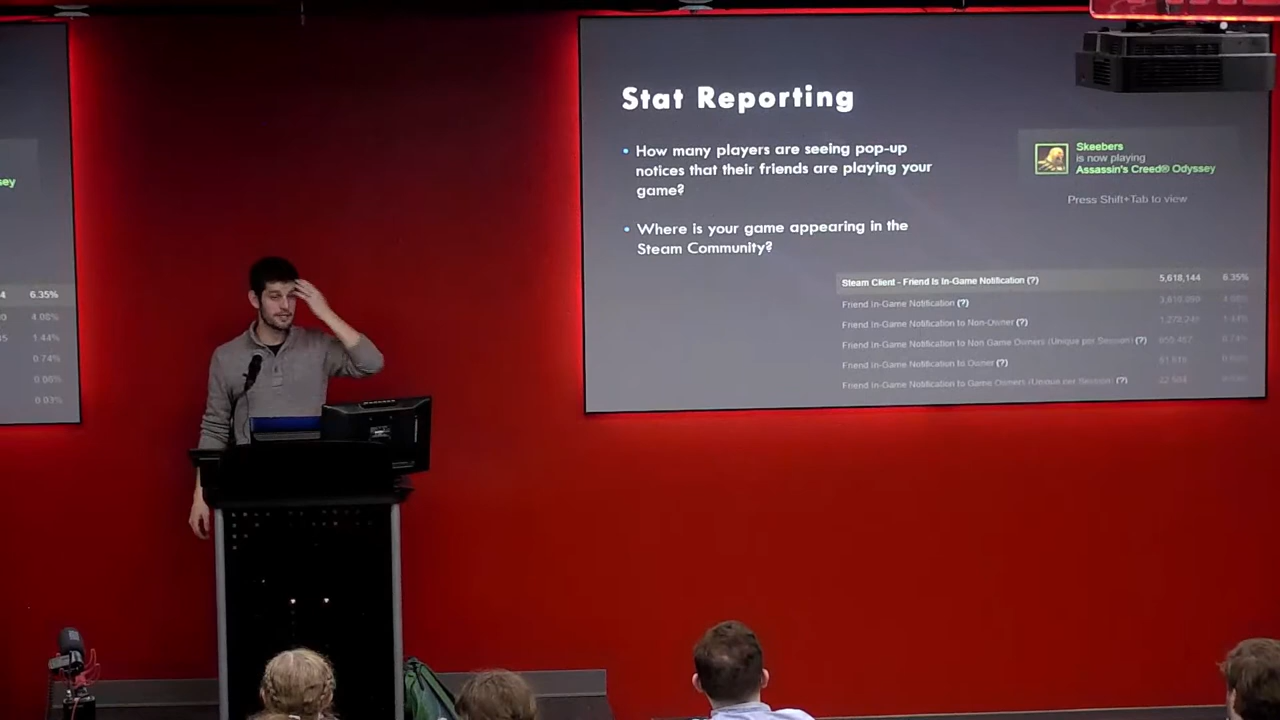 sey
4 6.35%
4.08%
1.44%
0.74%
Stat Reporting
• How many players are seeing pop-up
notices that their friends are playing your
game?
• Where is your game appearing in the
Steam Community?
Skeebers
is now playing
Assassin's Creed® Odyssey
Press Shift+Tab to view
Steam Client - Friend Is In-Game Notification (?) 5,618,144 6.35%
Friend In-Game Notification (?) 4.08%
Friend In-Game Notification to Non-Owner (?)
Friend In-Game Notification to Non Game Owners (Unique per Session) (?)
Friend In-Game Notification to Owner (?)
Friend In-Game Notification to Game Owners (Unique per Session) (?)